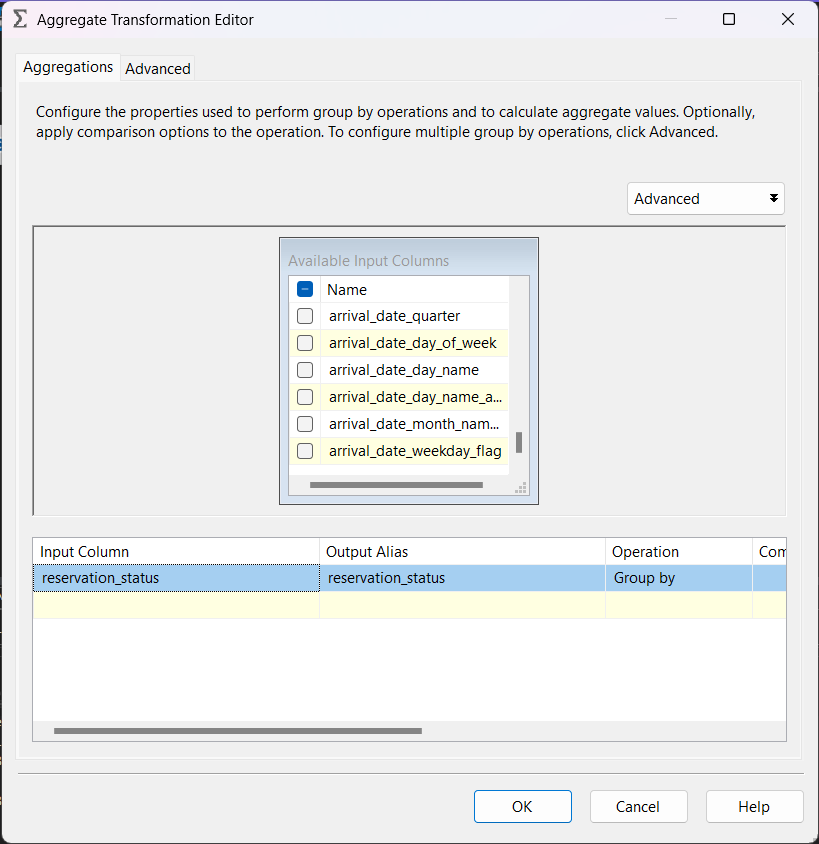 Aggregate Transformation Editor
Aggregations Advanced
Configure the properties used to perform group by operations and to calculate aggregate values. Optionally,
apply comparison options to the operation. To configure multiple group by operations, click Advanced.
Advanced
Available Input Columns
Name
arrival_date_quarter
arrival_date_day_of_week
arrival_date_day_name
arrival_date_day_name_a...
arrival_date_month_nam...
arrival_date_weekday_flag
Input Column Output Alias Operation Com
reservation_status reservation_status Group by
OK Cancel Help